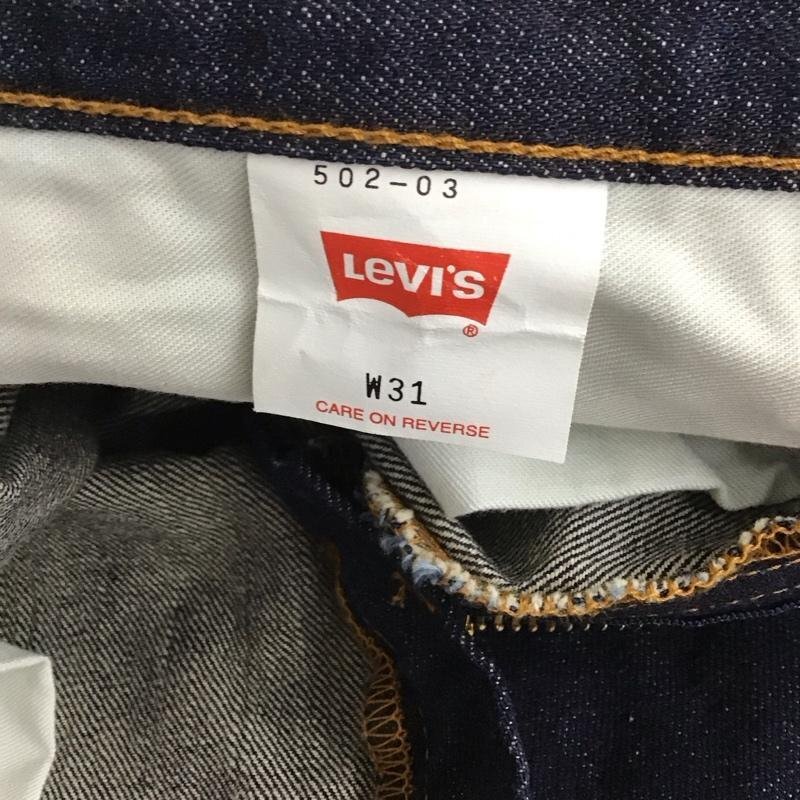 502-03
LEVI'S
®
W31
CARE ON REVERSE